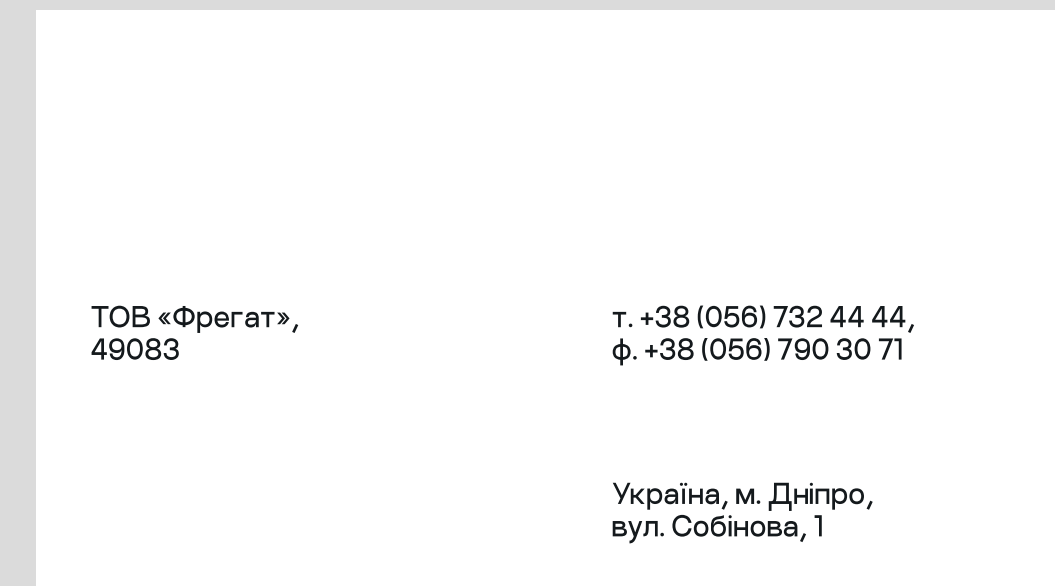 ТОВ «Фрегат»,
49083
т. +38 (056) 732 44 44,
ф. +38 (056) 790 30 71
Україна, м. Дніпро,
вул. Собінова, 1